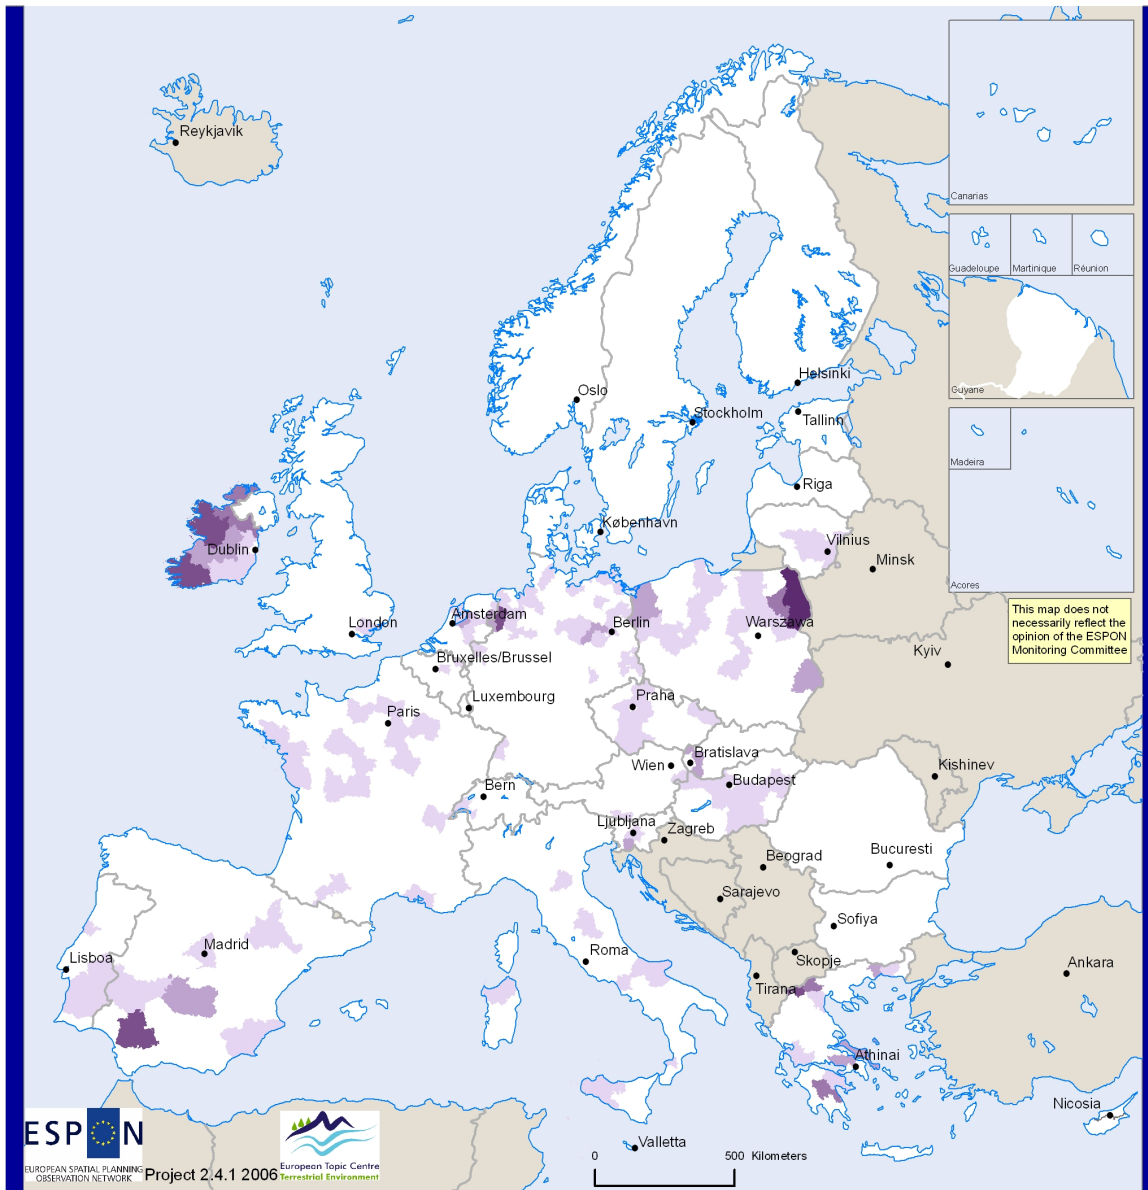 Reykjavik
Canarias
Guadeloupe
Martinique
Réunion
Guyane
Helsinki
Oslo
Stockholm
Tallinn
Madeira
Riga
København
Vilnius
Minsk
Dublin
Acores
This map does not
necessarily reflect the
opinion of the ESPON
Monitoring Committee
Amsterdam
London
Berlin
Warszawa
Kyiv
Bruxelles/Brussel
Luxembourg
Praha
Paris
Bratislava
Wien
Kishinev
Budapest
Bern
Ljubljana
Zagreb
Bucuresti
Beograd
Sarajevo
Sofiya
Madrid
Roma
Skopje
Lisboa
Ankara
Tirana
Athinai
Nicosia
ESPON
EUROPEAN SPATIAL PLANNING
OBSERVATION NETWORK
Project 2.4.1 2006
European Topic Centre
Terrestrial Environment
Valletta
0 500 Kilometers